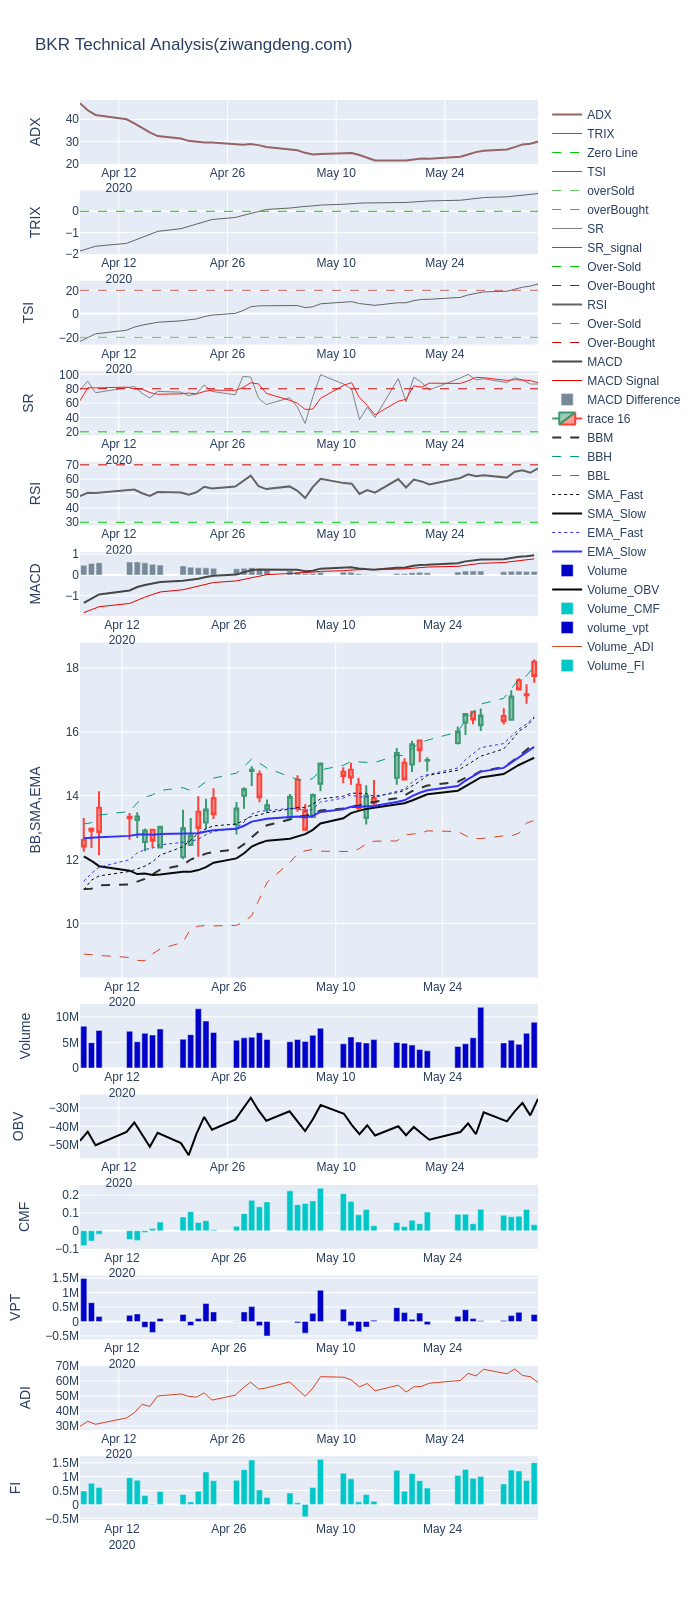 BKR Technical Analysis(ziwangdeng.com)
ADX
40
30
20
Apr 12
2020
Apr 26
May 10
May 24
TRIX
0
−1
−2
Apr 12
2020
Apr 26
May 10
May 24
TSI
20
0
−20
Apr 12
2020
Apr 26
May 10
May 24
SR
100
80
60
40
20
Apr 12
2020
Apr 26
May 10
May 24
RSI
70
60
50
40
30
Apr 12
2020
Apr 26
May 10
May 24
MACD
1
0
−1
Apr 12
2020
Apr 26
May 10
May 24
BB,SMA,EMA
18
16
14
12
10
Apr 12
2020
Apr 26
May 10
May 24
Volume
10M
5M
0
Apr 12
2020
Apr 26
May 10
May 24
OBV
−30M
−40M
−50M
Apr 12
2020
Apr 26
May 10
May 24
CMF
0.2
0.1
0
−0.1
Apr 12
2020
Apr 26
May 10
May 24
VPT
1.5M
1M
0.5M
0
−0.5M
Apr 12
2020
Apr 26
May 10
May 24
ADI
70M
60M
50M
40M
30M
Apr 12
2020
Apr 26
May 10
May 24
FI
1.5M
1M
0.5M
0
−0.5M
Apr 12
2020
Apr 26
May 10
May 24
ADX
TRIX
Zero Line
TSI
overSold
overBought
SR
SR_signal
Over-Sold
Over-Bought
RSI
Over-Sold
Over-Bought
MACD
MACD Signal
MACD Difference
trace 16
BBM
BBH
BBL
SMA_Fast
SMA_Slow
EMA_Fast
EMA_Slow
Volume
Volume_OBV
Volume_CMF
volume_vpt
Volume_ADI
Volume_FI